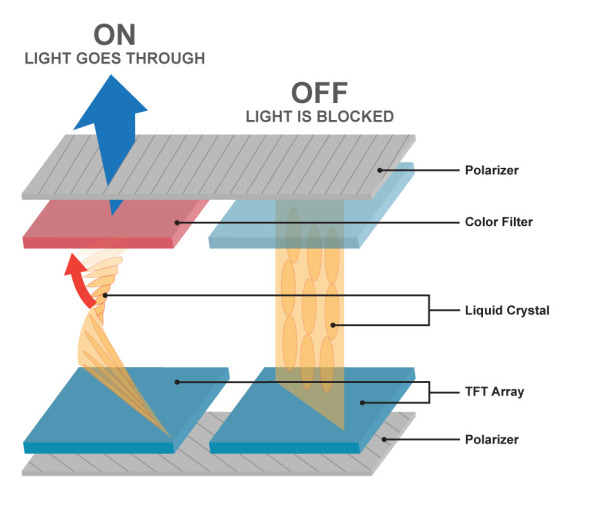 ON
LIGHT GOES THROUGH
OFF
LIGHT IS BLOCKED
Polarizer
Color Filter
Liquid Crystal
TFT Array
Polarizer